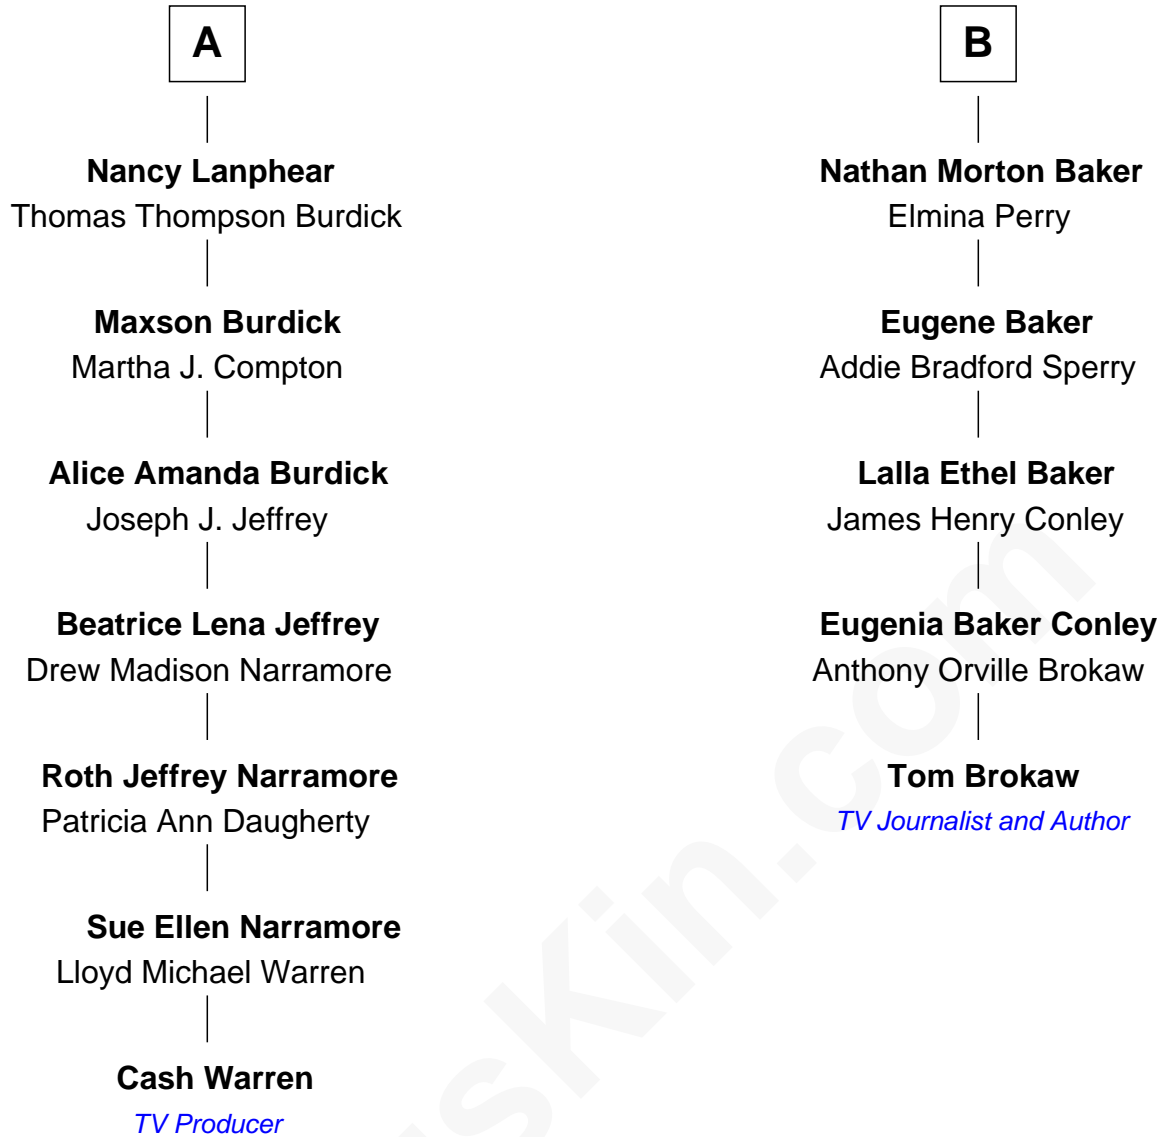 A
Nancy Lanphear
Thomas Thompson Burdick
Maxson Burdick
Martha J. Compton
Alice Amanda Burdick
Joseph J. Jeffrey
Beatrice Lena Jeffrey
Drew Madison Narramore
Roth Jeffrey Narramore
Patricia Ann Daugherty
Sue Ellen Narramore
Lloyd Michael Warren
Cash Warren
TV Producer
B
Nathan Morton Baker
Elmina Perry
Eugene Baker
Addie Bradford Sperry
Lalla Ethel Baker
James Henry Conley
Eugenia Baker Conley
Anthony Orville Brokaw
Tom Brokaw
TV Journalist and Author
sKin.com